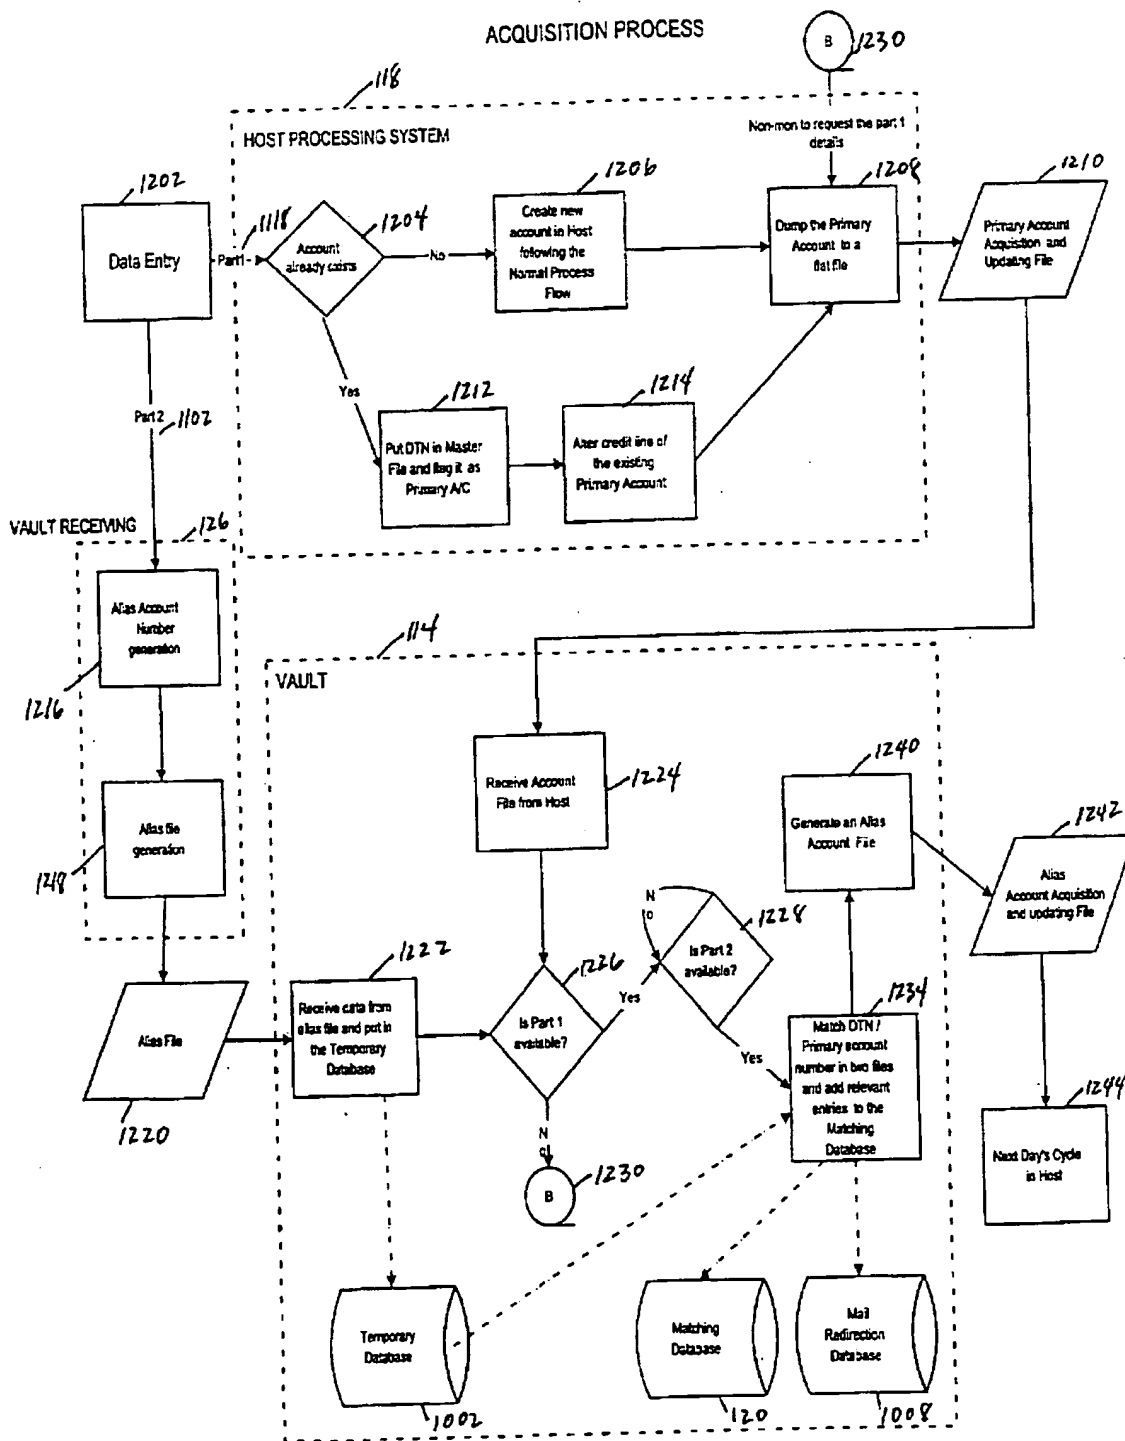 ACQUISITION PROCESS
B
1230
118
HOST PROCESSING SYSTEM
Non-mon to request the part 1
details
1202
Data Entry
1118
Part1
1204
Account
already exists
No
1206
Create new
account in Host
following the
Normal Process
Flow
1208
Dump the Primary
Account to a
flat file
1210
Primary Account
Acquisition and
Updating File
Yes
1212
Put DTN in Master
File and flag it as
Primary A/C
1214
Alter credit line of
the existing
Primary Account
Part 2
1102
VAULT RECEIVING
126
Alias Account
Number
generation
1216
Alias file
generation
1218
Alias File
1220
114
VAULT
1222
Receive data from
alias file and put in
the Temporary
Database
Receive Account
File from Host
1224
Is Part 1
available?
1226
Yes
No
B
1230
No
Is Part 2
available?
1228
Yes
1234
Match DTN /
Primary account
number in two files
and add relevant
entries to the
Matching
Database
1240
Generate an Alias
Account File
1242
Alias
Account Acquisition
and updating File
1244
Next Day's Cycle
in Host
Temporary
Database
1002
Matching
Database
120
Mail
Redirection
Database
1008